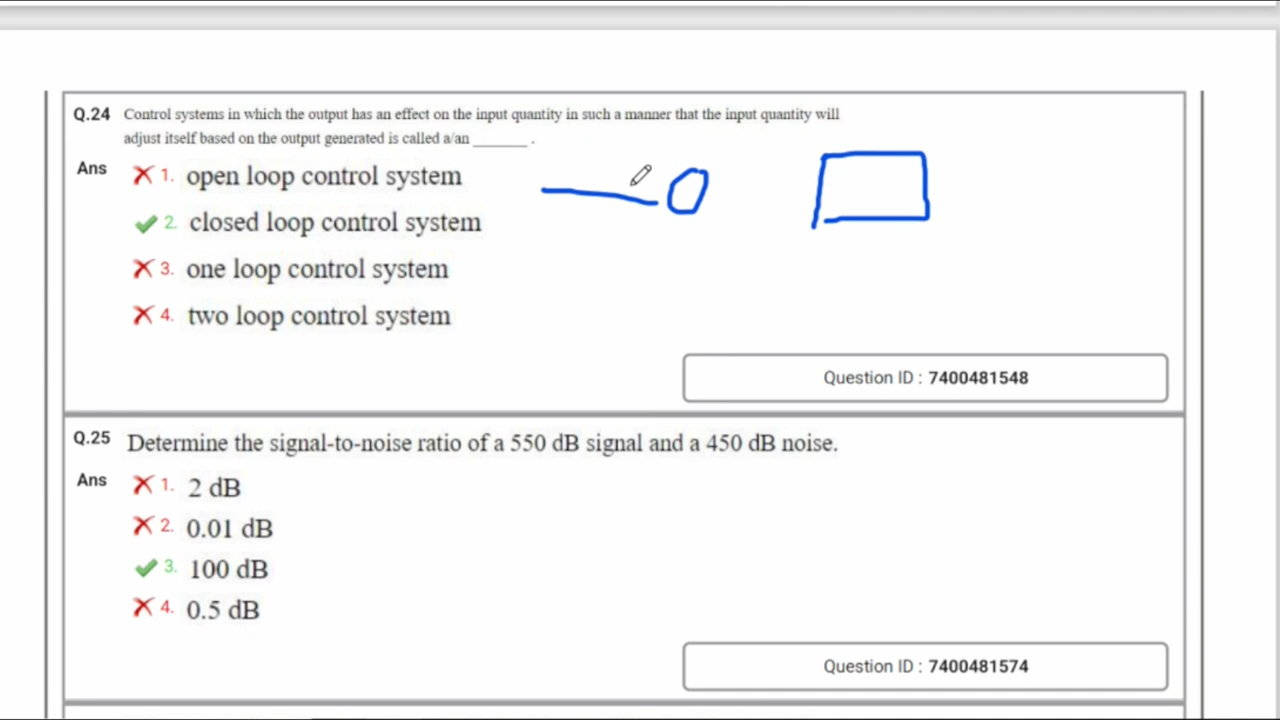 Q.24 Control systems in which the output has an effect on the input quantity in such a manner that the input quantity will
adjust itself based on the output generated is called a/an _______ .
Ans 1. open loop control system
2. closed loop control system
3. one loop control system
4. two loop control system
Question ID : 7400481548
Q.25 Determine the signal-to-noise ratio of a 550 dB signal and a 450 dB noise.
Ans 1. 2 dB
2. 0.01 dB
3. 100 dB
4. 0.5 dB
Question ID : 7400481574